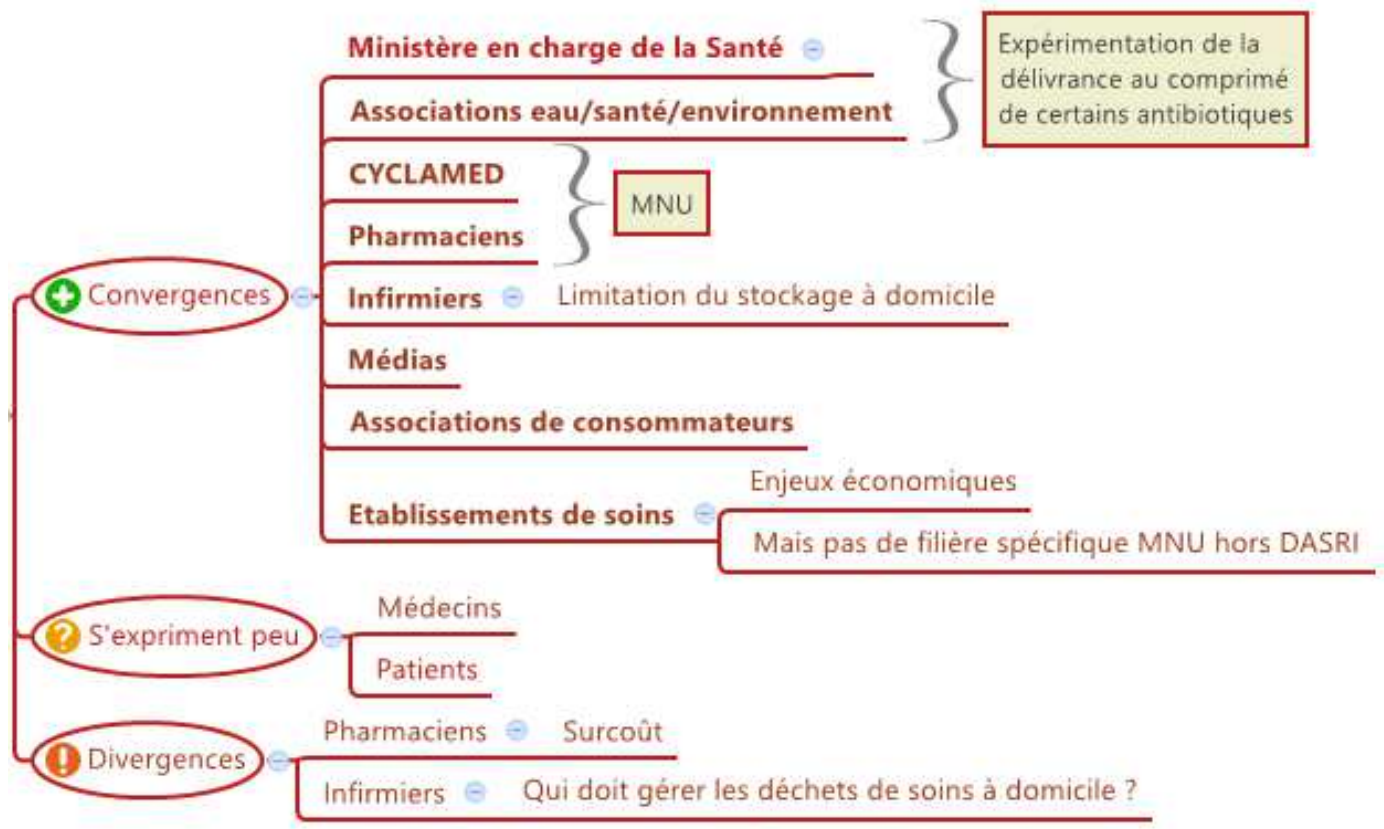 Ministère en charge de la Santé
Expérimentation de la
délivrance au comprimé
de certains antibiotiques
Associations eau/santé/environnement
CYCLAMED
MNU
Pharmaciens
Convergences
Infirmiers
Limitation du stockage à domicile
Médias
Associations de consommateurs
Etablissements de soins
Enjeux économiques
Mais pas de filière spécifique MNU hors DASRI
S'expriment peu
Médecins
Patients
Divergences
Pharmaciens
Surcoût
Infirmiers
Qui doit gérer les déchets de soins à domicile ?